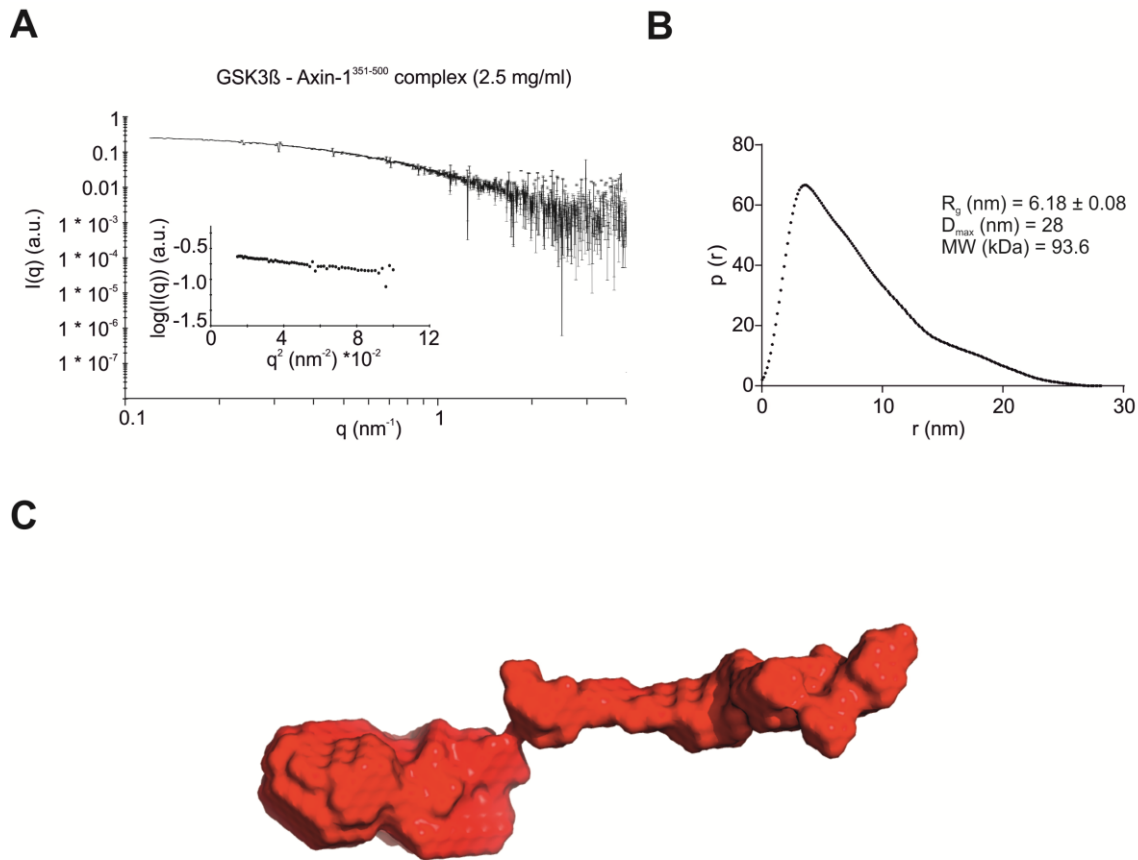 A
GSK3ß - Axin-1³⁵¹⁻⁵⁰⁰ complex (2.5 mg/ml)
I(q) (a.u.)
1
0.1
0.01
1 * 10⁻³
1 * 10⁻⁴
1 * 10⁻⁵
1 * 10⁻⁶
1 * 10⁻⁷
0.1
1
q (nm⁻¹)
log(I(q)) (a.u.)
-0.5
-1.0
-1.5
0 4 8 12
q² (nm⁻²) *10⁻²
B
p (r)
80
60
40
20
0
0 10 20 30
r (nm)
R_g (nm) = 6.18 ± 0.08
D_max (nm) = 28
MW (kDa) = 93.6
C